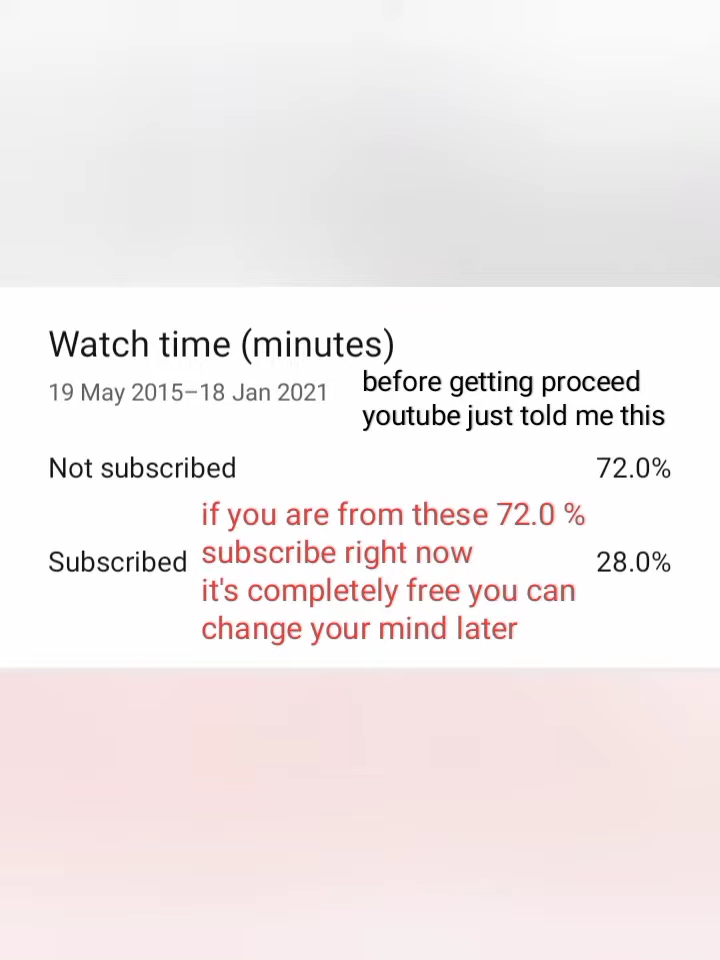 Watch time (minutes)
19 May 2015–18 Jan 2021
before getting proceed
youtube just told me this
Not subscribed 72.0%
if you are from these 72.0 %
subscribe right now
it's completely free you can
change your mind later
Subscribed 28.0%